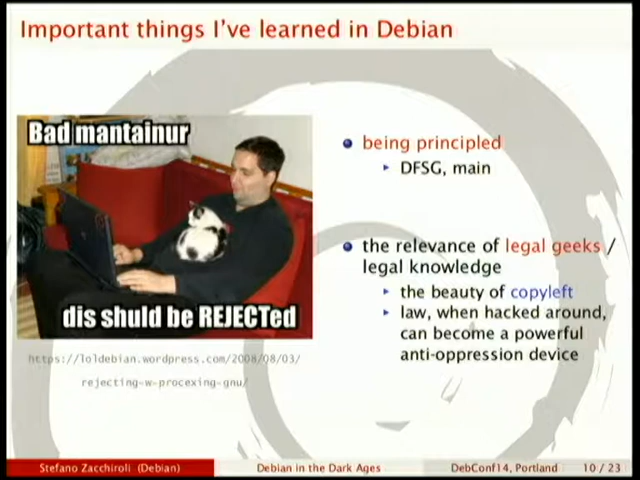 Important things I've learned in Debian
Bad mantainur
dis shuld be REJECTed
https://loldebian.wordpress.com/2008/08/03/
rejecting-w-procexing-gnu/
being principled
DFSG, main
the relevance of legal geeks /
legal knowledge
the beauty of copyleft
law, when hacked around,
can become a powerful
anti-oppression device
Stefano Zacchiroli (Debian)
Debian in the Dark Ages
DebConf14, Portland
10 / 23